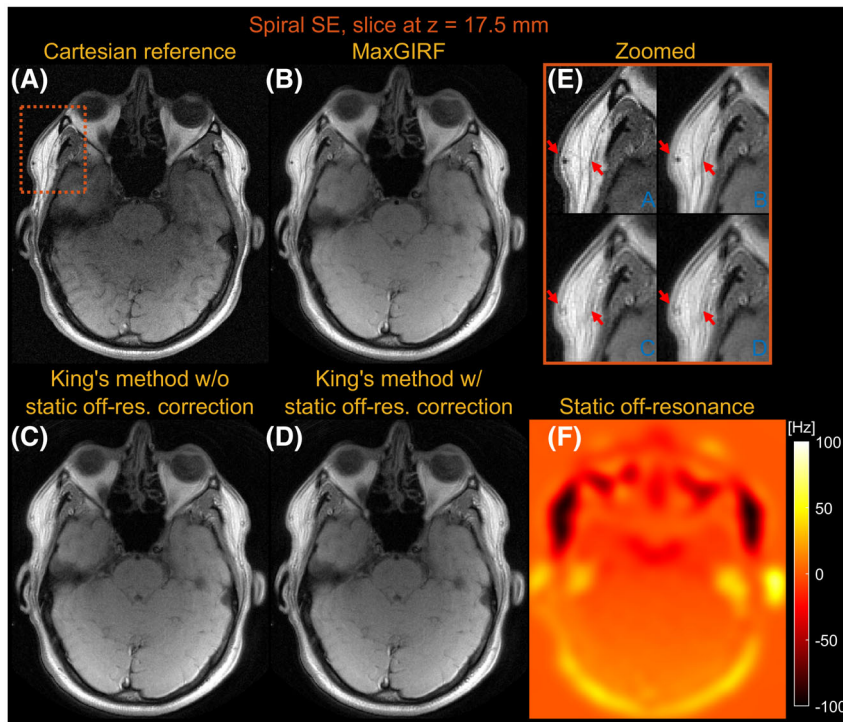 Spiral SE, slice at z = 17.5 mm
Cartesian reference
MaxGIRF
Zoomed
(A)
(B)
(E)
A
B
C
D
King's method w/o
static off-res. correction
King's method w/
static off-res. correction
Static off-resonance
(C)
(D)
(F)
[Hz]
100
50
0
-50
-100